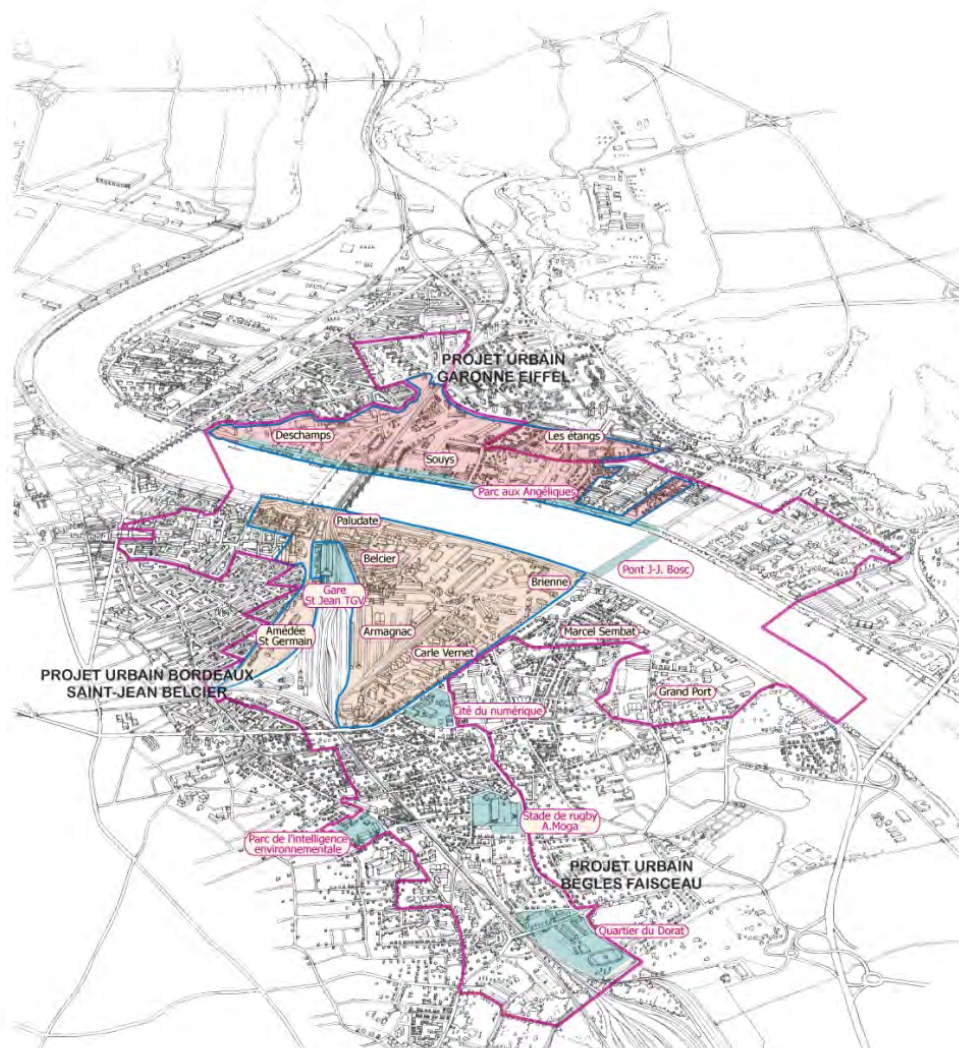 PROJET URBAIN
GARONNE EIFFEL
Deschamps
Les étangs
Souys
Parc aux Angéliques
Paludate
Belcier
Pont J-J. Bosc
Gare
St Jean TGV
Brienne
Amédée
St Germain
Armagnac
Marcel Sembat
Carle Vernet
PROJET URBAIN BORDEAUX
SAINT-JEAN BELCIER
Grand Port
Cité du numérique
Stade de rugby
A.Moga
Parc de l'intelligence
environnementale
PROJET URBAIN
BÈGLES FAISCEAU
Quartier du Dorat